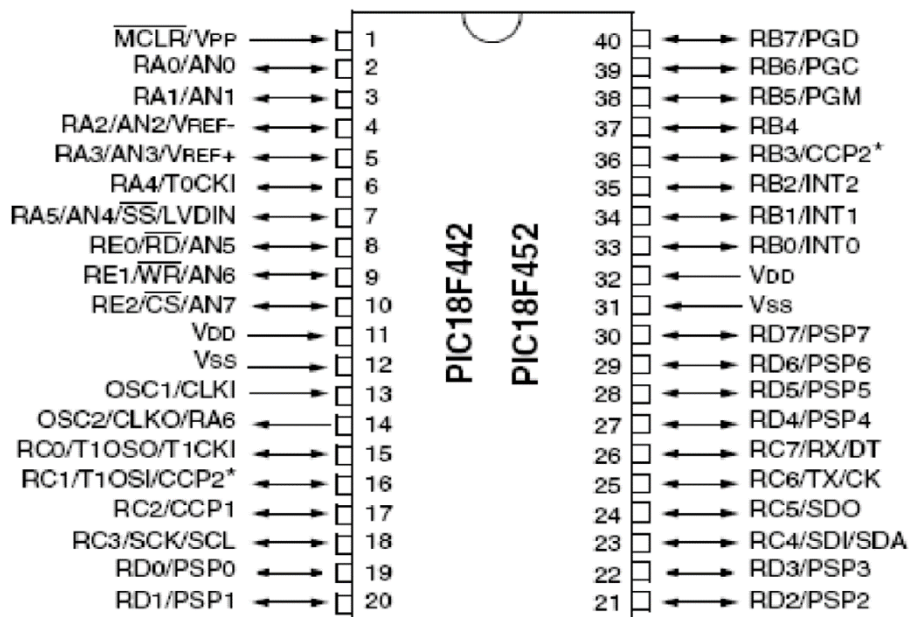 MCLR/VPP 1 40 RB7/PGD
RA0/AN0 2 39 RB6/PGC
RA1/AN1 3 38 RB5/PGM
RA2/AN2/VREF- 4 37 RB4
RA3/AN3/VREF+ 5 36 RB3/CCP2*
RA4/T0CKI 6 35 RB2/INT2
RA5/AN4/SS/LVDIN 7 34 RB1/INT1
RE0/RD/AN5 8 33 RB0/INT0
RE1/WR/AN6 9 32 VDD
RE2/CS/AN7 10 31 VSS
VDD 11 30 RD7/PSP7
VSS 12 29 RD6/PSP6
OSC1/CLKI 13 28 RD5/PSP5
OSC2/CLKO/RA6 14 27 RD4/PSP4
RC0/T1OSO/T1CKI 15 26 RC7/RX/DT
RC1/T1OSI/CCP2* 16 25 RC6/TX/CK
RC2/CCP1 17 24 RC5/SDO
RC3/SCK/SCL 18 23 RC4/SDI/SDA
RD0/PSP0 19 22 RD3/PSP3
RD1/PSP1 20 21 RD2/PSP2
PIC18F442
PIC18F452